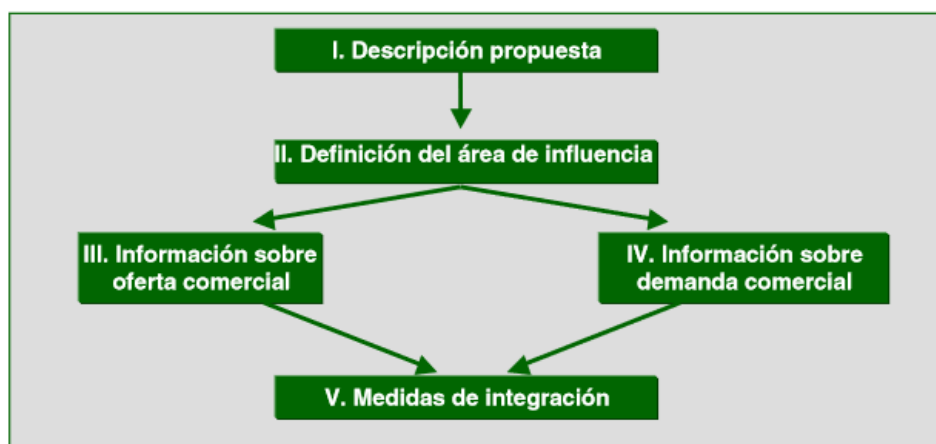 I. Descripción propuesta
II. Definición del área de influencia
III. Información sobre
oferta comercial
IV. Información sobre
demanda comercial
V. Medidas de integración